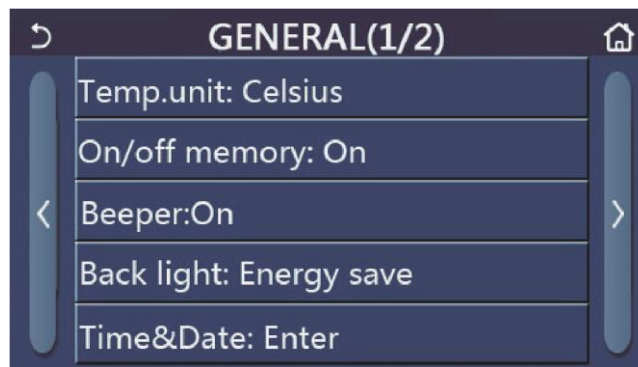 GENERAL(1/2)
Temp.unit: Celsius
On/off memory: On
Beeper:On
Back light: Energy save
Time&Date: Enter